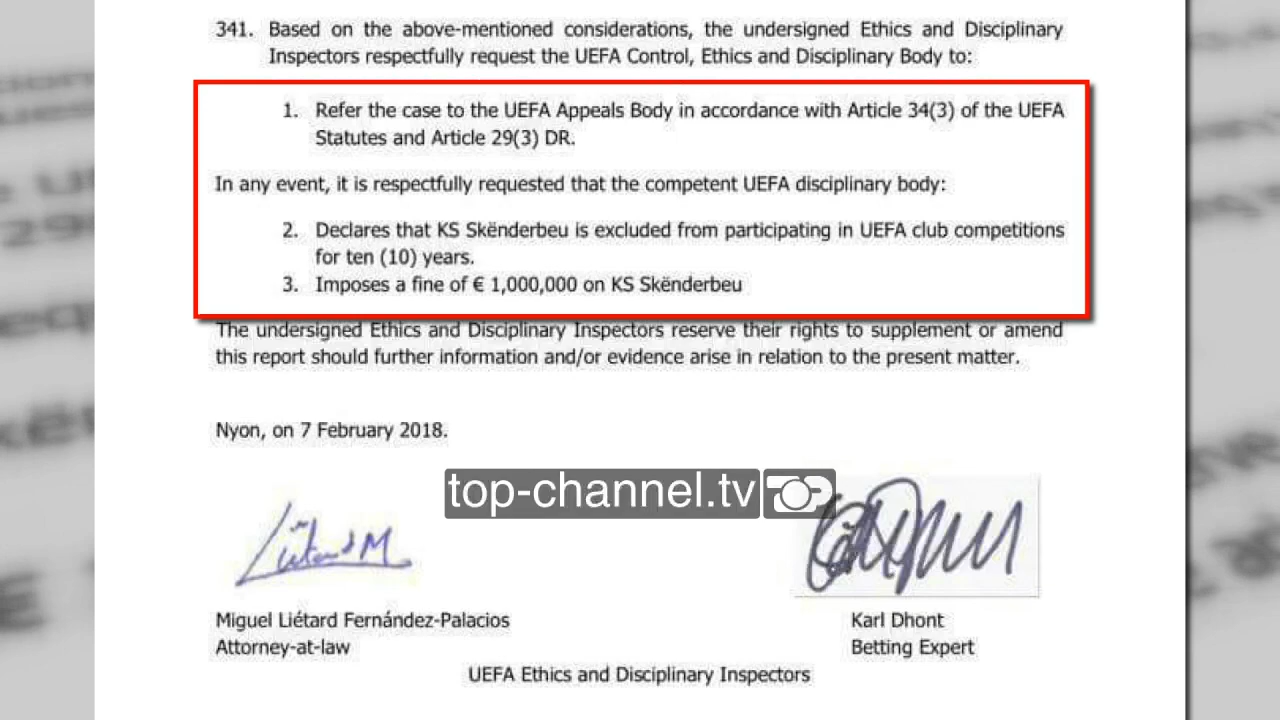 341. Based on the above-mentioned considerations, the undersigned Ethics and Disciplinary
Inspectors respectfully request the UEFA Control, Ethics and Disciplinary Body to:
1. Refer the case to the UEFA Appeals Body in accordance with Article 34(3) of the UEFA
Statutes and Article 29(3) DR.
In any event, it is respectfully requested that the competent UEFA disciplinary body:
2. Declares that KS Skënderbeu is excluded from participating in UEFA club competitions
for ten (10) years.
3. Imposes a fine of € 1,000,000 on KS Skënderbeu
The undersigned Ethics and Disciplinary Inspectors reserve their rights to supplement or amend
this report should further information and/or evidence arise in relation to the present matter.
Nyon, on 7 February 2018.
top-channel.tv
Miguel Liétard Fernández-Palacios
Attorney-at-law
Karl Dhont
Betting Expert
UEFA Ethics and Disciplinary Inspectors